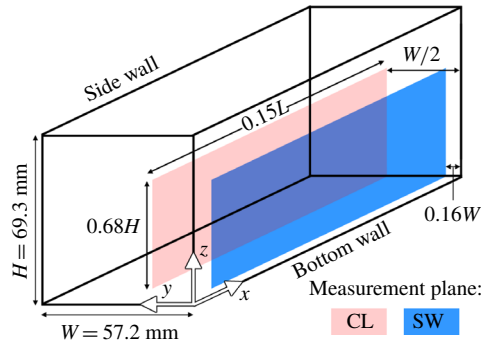 Side wall
W/2
0.15L
H = 69.3 mm
0.68H
0.16W
z
y
x
Bottom wall
W = 57.2 mm
Measurement plane:
CL SW